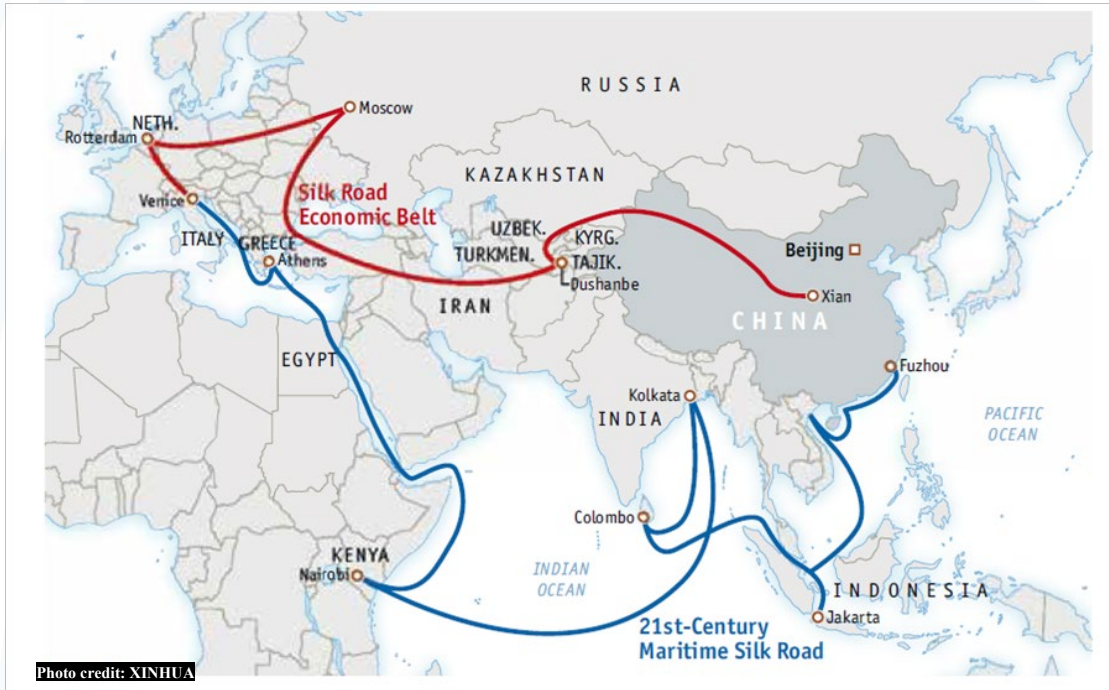 RUSSIA
Moscow
NETH.
Rotterdam
KAZAKHSTAN
Silk Road
Economic Belt
Venice
UZBEK.
KYRG.
ITALY
GREECE
Athens
TURKMEN.
TAJIK.
Dushanbe
Beijing
Xian
IRAN
CHINA
EGYPT
Fuzhou
Kolkata
INDIA
PACIFIC
OCEAN
Colombo
KENYA
Nairobi
INDIAN
OCEAN
INDONESIA
Jakarta
21st-Century
Maritime Silk Road
Photo credit: XINHUA